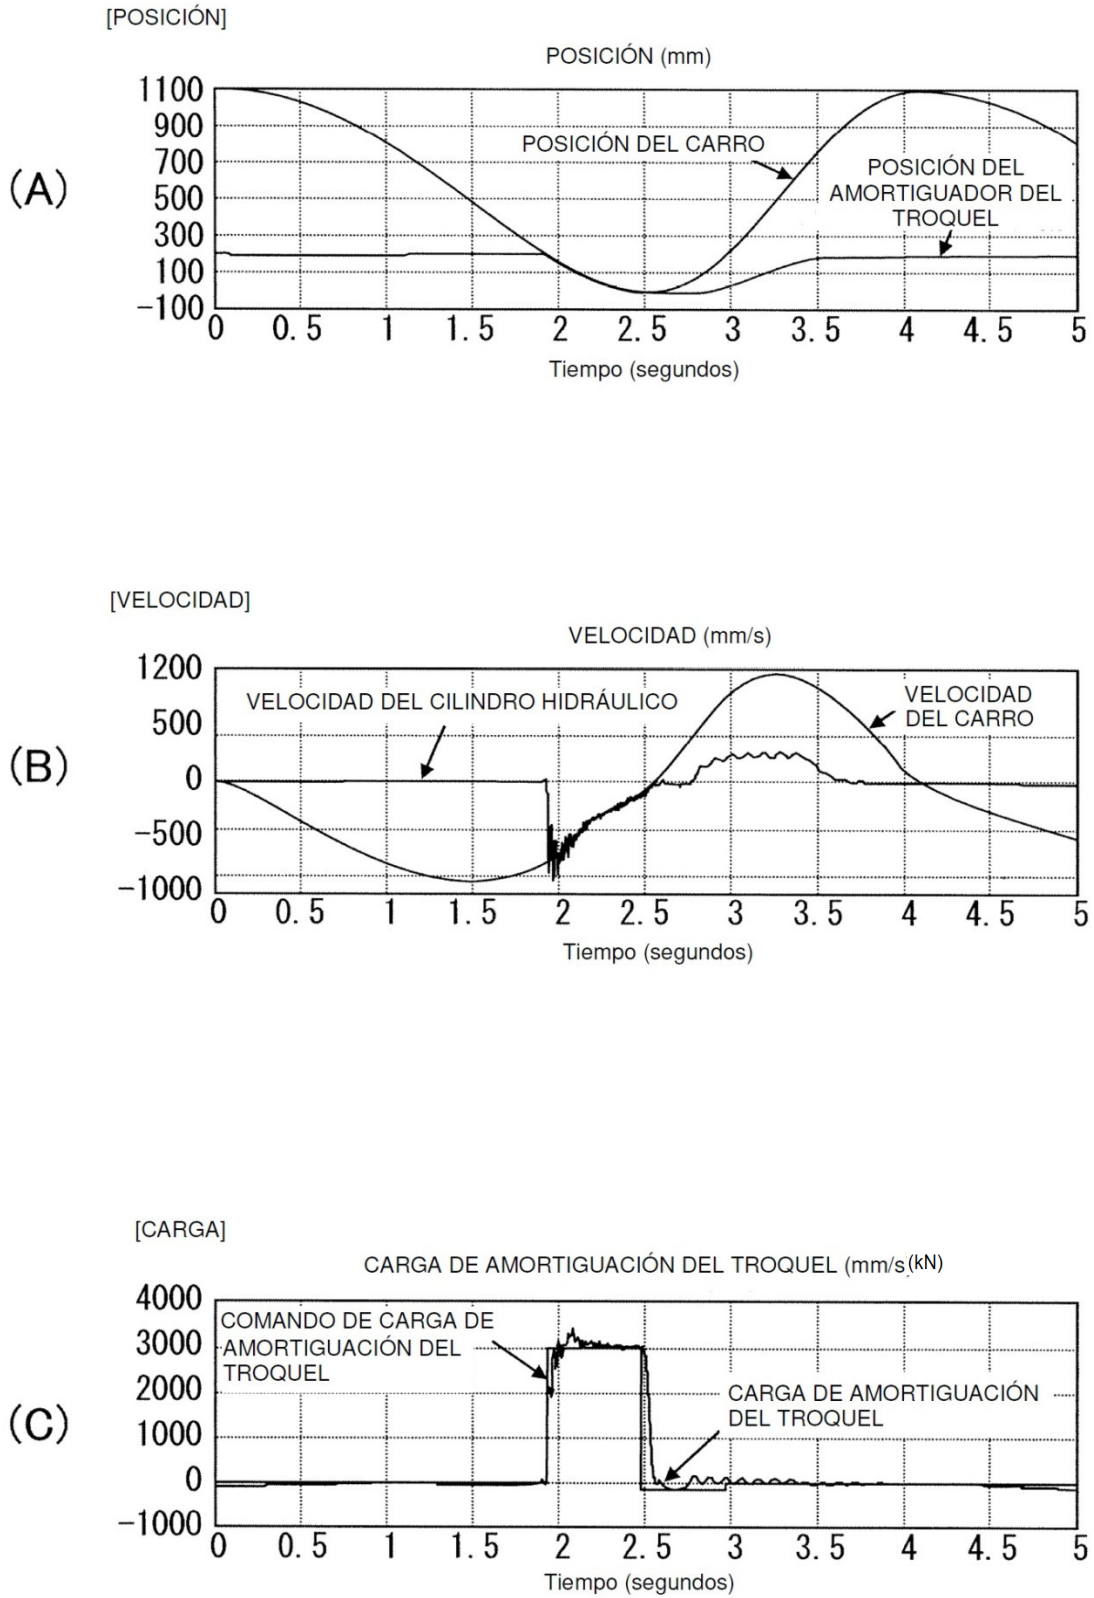 [POSICIÓN]
POSICIÓN (mm)
(A)
1100
900
700
500
300
100
−100
POSICIÓN DEL CARRO
POSICIÓN DEL
AMORTIGUADOR DEL
TROQUEL
0 0.5 1 1.5 2 2.5 3 3.5 4 4.5 5
Tiempo (segundos)
[VELOCIDAD]
VELOCIDAD (mm/s)
(B)
1200
500
0
−500
−1000
VELOCIDAD DEL CILINDRO HIDRÁULICO
VELOCIDAD
DEL CARRO
0 0.5 1 1.5 2 2.5 3 3.5 4 4.5 5
Tiempo (segundos)
[CARGA]
CARGA DE AMORTIGUACIÓN DEL TROQUEL (mm/s (kN)
(C)
4000
3000
2000
1000
0
−1000
COMANDO DE CARGA DE
AMORTIGUACIÓN DEL
TROQUEL
CARGA DE AMORTIGUACIÓN
DEL TROQUEL
0 0.5 1 1.5 2 2.5 3 3.5 4 4.5 5
Tiempo (segundos)